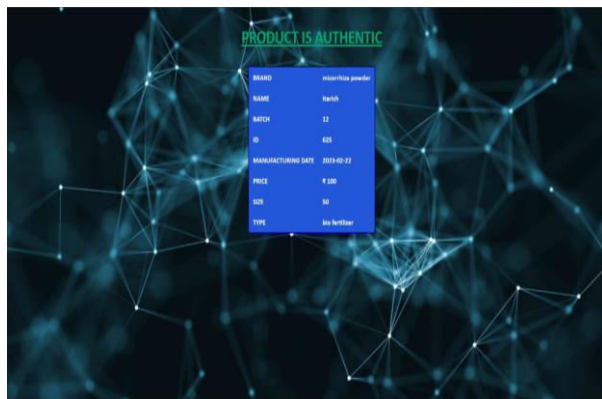 PRODUCT IS AUTHENTIC
BRAND micorrhiza powder
NAME
BATCH 12
ID 625
MANUFACTURING DATE 2023-02-22
PRICE ₹ 100
SIZE 50
TYPE bio fertilizer